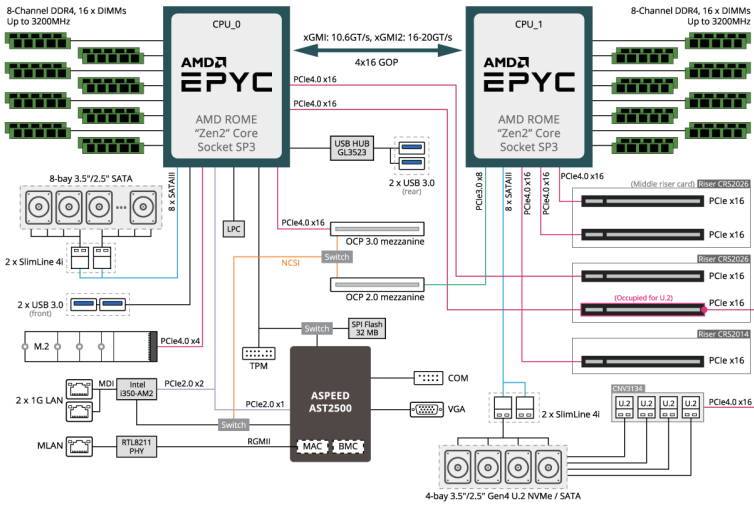 8-Channel DDR4, 16 x DIMMs
Up to 3200MHz
CPU_0
AMD
EPYC
AMD ROME
"Zen2" Core
Socket SP3
xGMI: 10.6GT/s, xGMI2: 16-20GT/s
4x16 GOP
CPU_1
AMD
EPYC
AMD ROME
"Zen2" Core
Socket SP3
8-Channel DDR4, 16 x DIMMs
Up to 3200MHz
PCIe4.0 x16
PCIe4.0 x16
USB HUB
GL3523
2 x USB 3.0
(rear)
8-bay 3.5"/2.5" SATA
8 x SATAIII
2 x SlimLine 4i
2 x USB 3.0
(front)
LPC
PCIe4.0 x16
OCP 3.0 mezzanine
Switch
NCSI
OCP 2.0 mezzanine
PCIe3.0 x8
8 x SATAIII
PCIe4.0 x16
PCIe4.0 x16
PCIe4.0 x16
(Middle riser card)
Riser CRS2026
PCIe x16
PCIe x16
Riser CRS2026
PCIe x16
(Occupied for U.2)
PCIe x16
Riser CRS2014
PCIe x16
M.2
PCIe4.0 x4
TPM
Switch
SPI Flash
32 MB
2 x 1G LAN
MDI
Intel
i350-AM2
PCIe2.0 x2
PCIe2.0 x1
Switch
MLAN
RTL8211
PHY
RGMII
ASPEED
AST2500
MAC
BMC
COM
VGA
2 x SlimLine 4i
CNV3134
U.2
U.2
U.2
U.2
PCIe4.0 x16
4-bay 3.5"/2.5" Gen4 U.2 NVMe / SATA